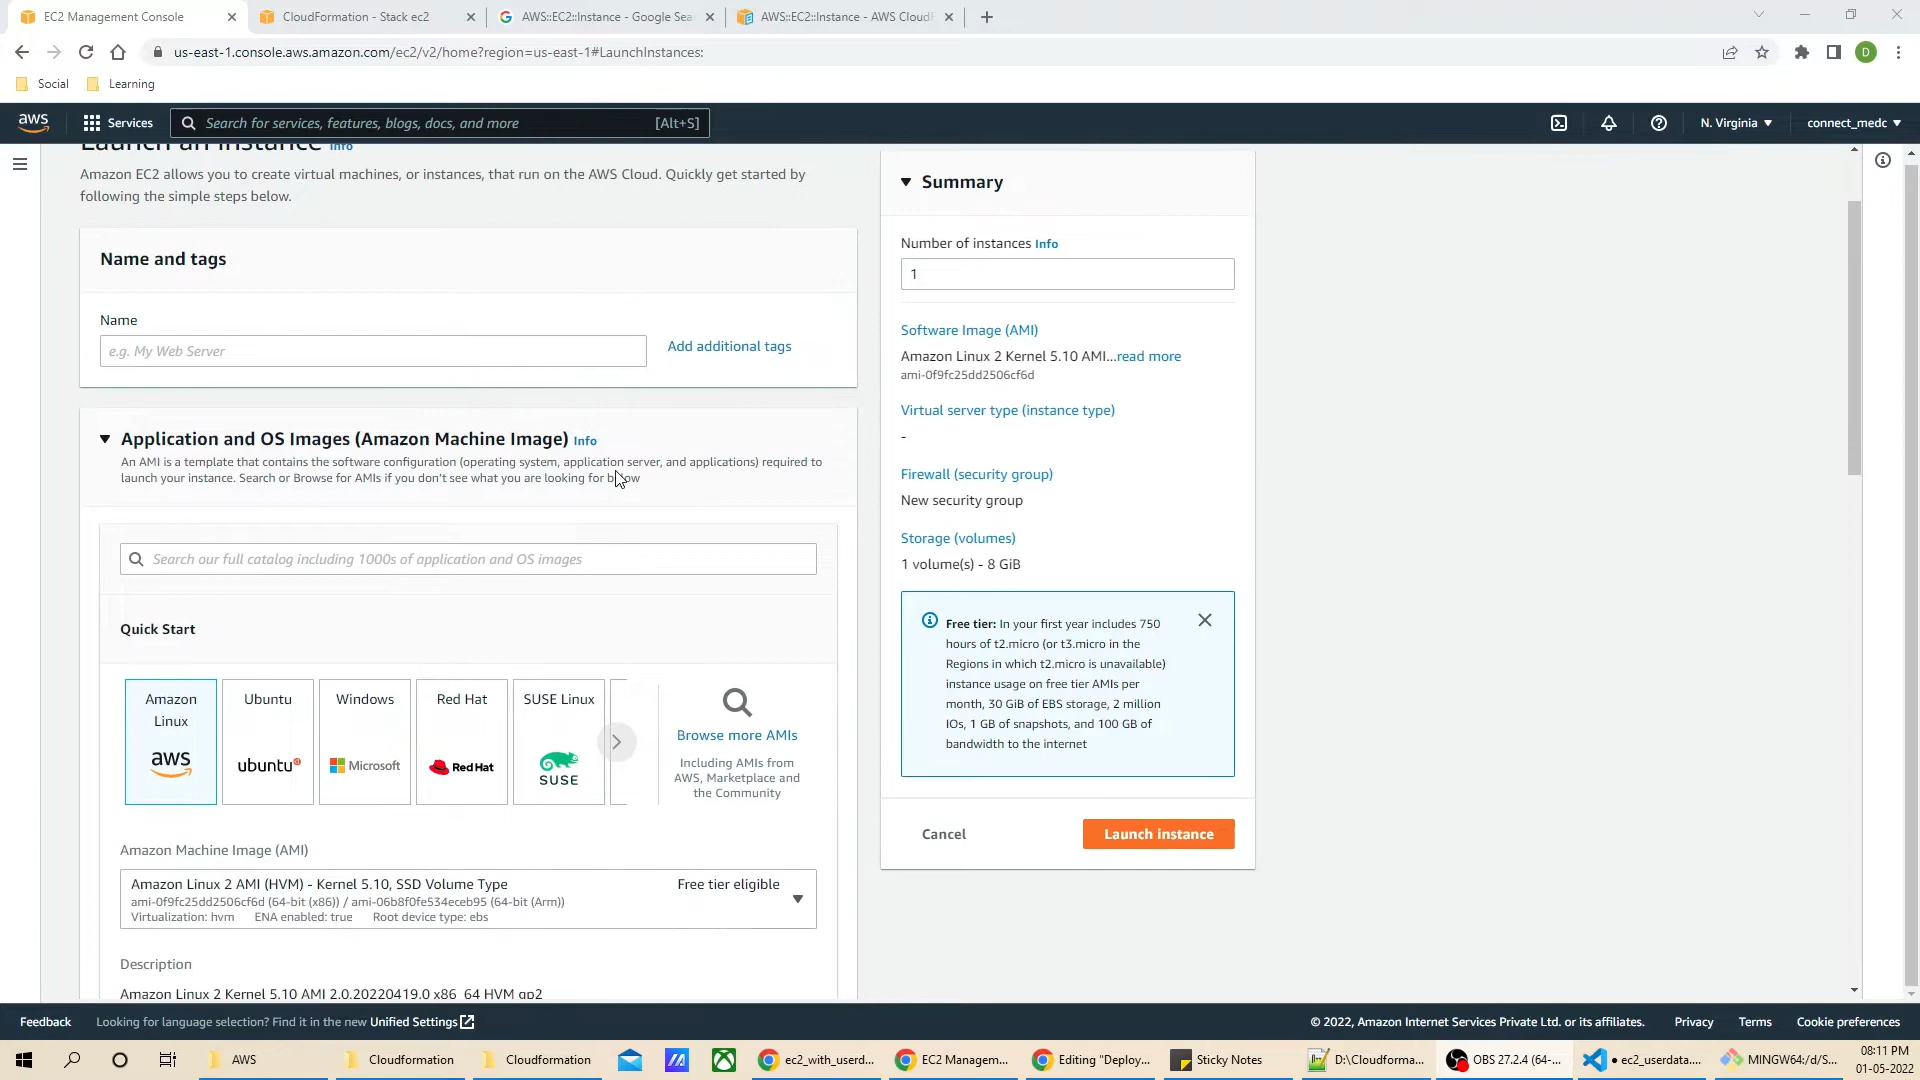 EC2 Management Console
CloudFormation - Stack ec2
AWS::EC2::Instance - Google Sea
AWS::EC2::Instance - AWS CloudF
us-east-1.console.aws.amazon.com/ec2/v2/home?region=us-east-1#LaunchInstances:
D
Social
Learning
aws
Services
Search for services, features, blogs, docs, and more
[Alt+S]
N. Virginia
connect_medc
Launch an instance Info
Amazon EC2 allows you to create virtual machines, or instances, that run on the AWS Cloud. Quickly get started by
following the simple steps below.
Name and tags
Name
e.g. My Web Server
Add additional tags
Application and OS Images (Amazon Machine Image) Info
An AMI is a template that contains the software configuration (operating system, application server, and applications) required to
launch your instance. Search or Browse for AMIs if you don't see what you are looking for below
Search our full catalog including 1000s of application and OS images
Quick Start
Amazon
Linux
aws
Ubuntu
ubuntu
Windows
Microsoft
Red Hat
Red Hat
SUSE Linux
SUSE
Browse more AMIs
Including AMIs from
AWS, Marketplace and
the Community
Amazon Machine Image (AMI)
Amazon Linux 2 AMI (HVM) - Kernel 5.10, SSD Volume Type
Free tier eligible
ami-0f9fc25dd2506cf6d (64-bit (x86)) / ami-06b8f0fe534eceb95 (64-bit (Arm))
Virtualization: hvm ENA enabled: true Root device type: ebs
Description
Amazon Linux 2 Kernel 5.10 AMI 2.0.20220419.0 x86_64 HVM gp2
Summary
Number of instances Info
1
Software Image (AMI)
Amazon Linux 2 Kernel 5.10 AMI...read more
ami-0f9fc25dd2506cf6d
Virtual server type (instance type)
-
Firewall (security group)
New security group
Storage (volumes)
1 volume(s) - 8 GiB
Free tier: In your first year includes 750
hours of t2.micro (or t3.micro in the
Regions in which t2.micro is unavailable)
instance usage on free tier AMIs per
month, 30 GiB of EBS storage, 2 million
IOs, 1 GB of snapshots, and 100 GB of
bandwidth to the internet
Cancel
Launch instance
Feedback
Looking for language selection? Find it in the new Unified Settings
© 2022, Amazon Internet Services Private Ltd. or its affiliates.
Privacy
Terms
Cookie preferences
AWS
Cloudformation
Cloudformation
ec2_with_userd...
EC2 Managem...
Editing "Deploy...
Sticky Notes
D:\Cloudforma...
OBS 27.2.4 (64-...
• ec2_userdata....
MINGW64:/d/S...
08:11 PM
01-05-2022